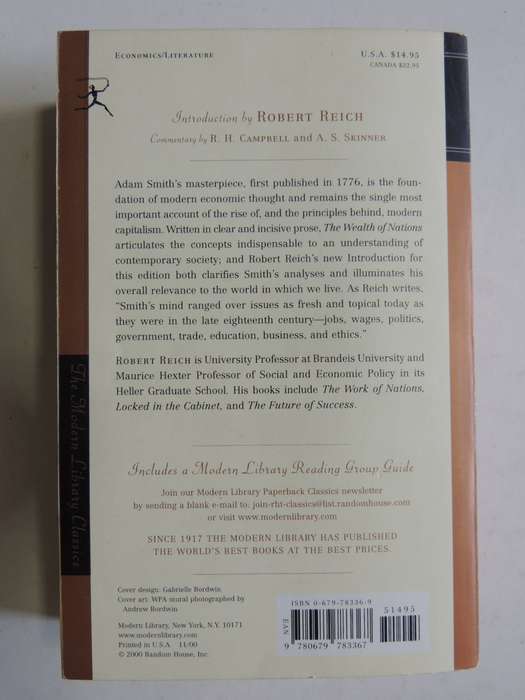 ECONOMICS/LITERATURE
U.S.A. $14.95
CANADA $22.95
Introduction by ROBERT REICH
Commentary by R. H. CAMPBELL and A. S. SKINNER
Adam Smith's masterpiece, first published in 1776, is the foun-
dation of modern economic thought and remains the single most
important account of the rise of, and the principles behind, modern
capitalism. Written in clear and incisive prose, The Wealth of Nations
articulates the concepts indispensable to an understanding of
contemporary society; and Robert Reich's new Introduction for
this edition both clarifies Smith's analyses and illuminates his
overall relevance to the world in which we live. As Reich writes,
"Smith's mind ranged over issues as fresh and topical today as
they were in the late eighteenth century—jobs, wages, politics,
government, trade, education, business, and ethics."
ROBERT REICH is University Professor at Brandeis University and
Maurice Hexter Professor of Social and Economic Policy in its
Heller Graduate School. His books include The Work of Nations,
Locked in the Cabinet, and The Future of Success.
The Modern Library Classics
Includes a Modern Library Reading Group Guide
Join our Modern Library Paperback Classics newsletter
by sending a blank e-mail to: join-rht-classics@list.randomhouse.com
or visit www.modernlibrary.com
SINCE 1917 THE MODERN LIBRARY HAS PUBLISHED
THE WORLD'S BEST BOOKS AT THE BEST PRICES.
Cover design: Gabrielle Bordwin
Cover art: WPA mural photographed by
Andrew Bordwin
Modern Library, New York, N.Y. 10171
www.modernlibrary.com
Printed in U.S.A. 11/00
© 2000 Random House, Inc.
ISBN 0-679-78336-9
51495
EAN
9 780679 783367